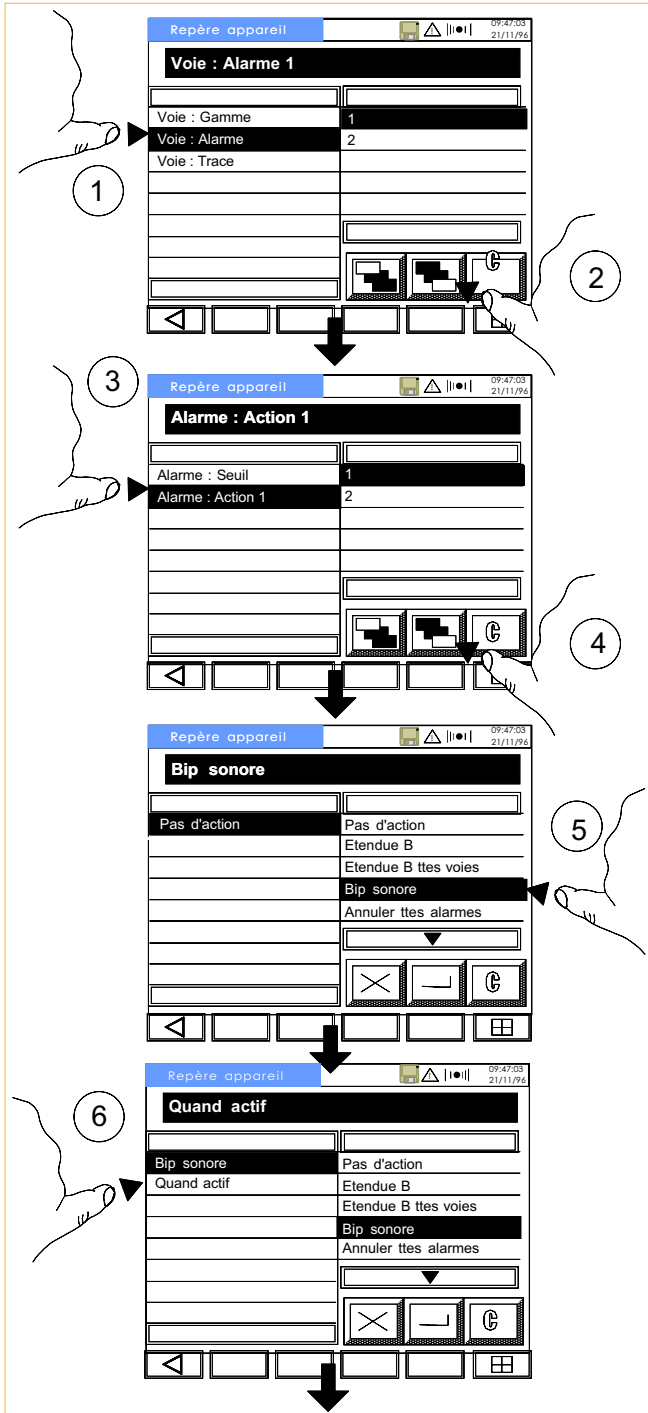 Repère appareil
09:47:03
21/11/96
Voie : Alarme 1
Voie : Gamme
1
Voie : Alarme
2
Voie : Trace
1
C
2
3
Repère appareil
09:47:03
21/11/96
Alarme : Action 1
Alarme : Seuil
1
Alarme : Action 1
2
C
4
Repère appareil
09:47:03
21/11/96
Bip sonore
Pas d'action
Pas d'action
Etendue B
Etendue B ttes voies
Bip sonore
Annuler ttes alarmes
5
C
Repère appareil
09:47:03
21/11/96
6
Quand actif
Bip sonore
Pas d'action
Quand actif
Etendue B
Etendue B ttes voies
Bip sonore
Annuler ttes alarmes
C